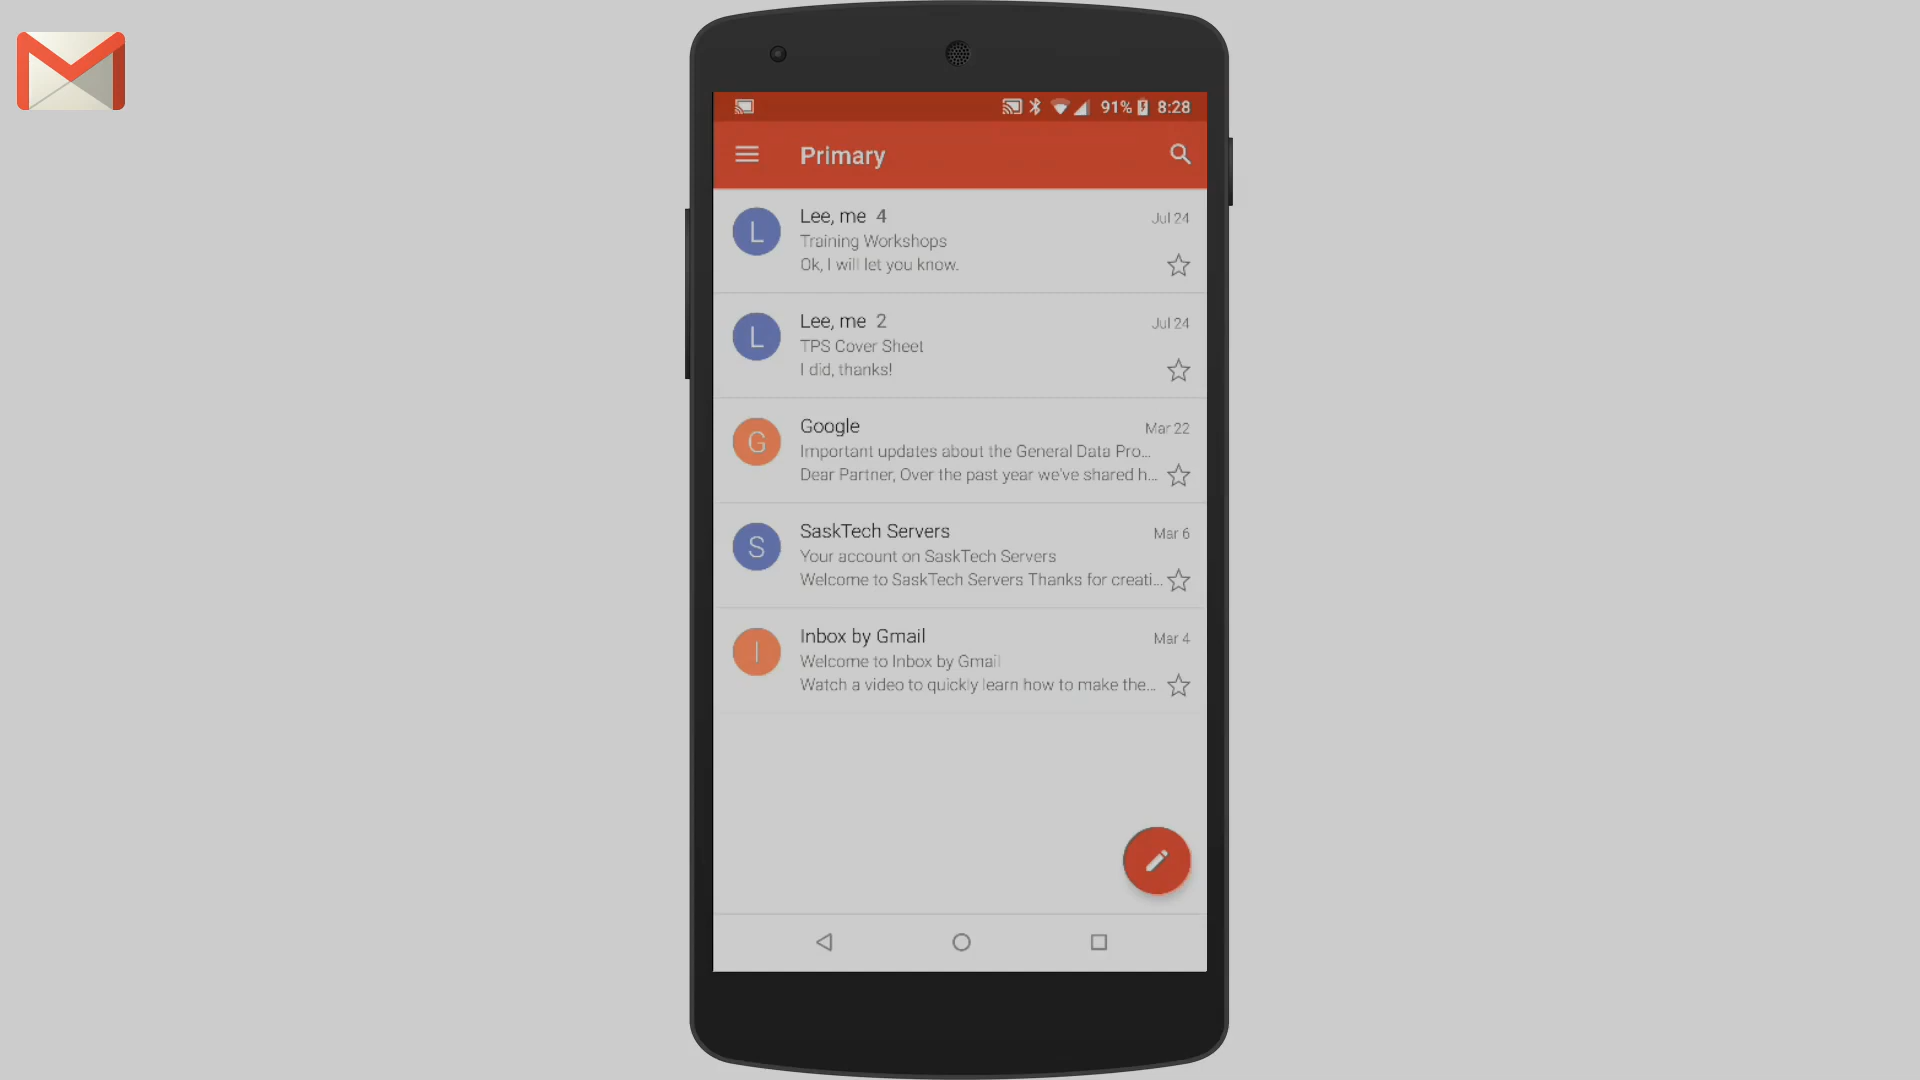 91% 8:28
Primary
Lee, me 4 Jul 24
Training Workshops
Ok, I will let you know.
Lee, me 2 Jul 24
TPS Cover Sheet
I did, thanks!
Google Mar 22
Important updates about the General Data Pro...
Dear Partner, Over the past year we've shared h...
SaskTech Servers Mar 6
Your account on SaskTech Servers
Welcome to SaskTech Servers Thanks for creati...
Inbox by Gmail Mar 4
Welcome to Inbox by Gmail
Watch a video to quickly learn how to make the...
L
L
G
S
I